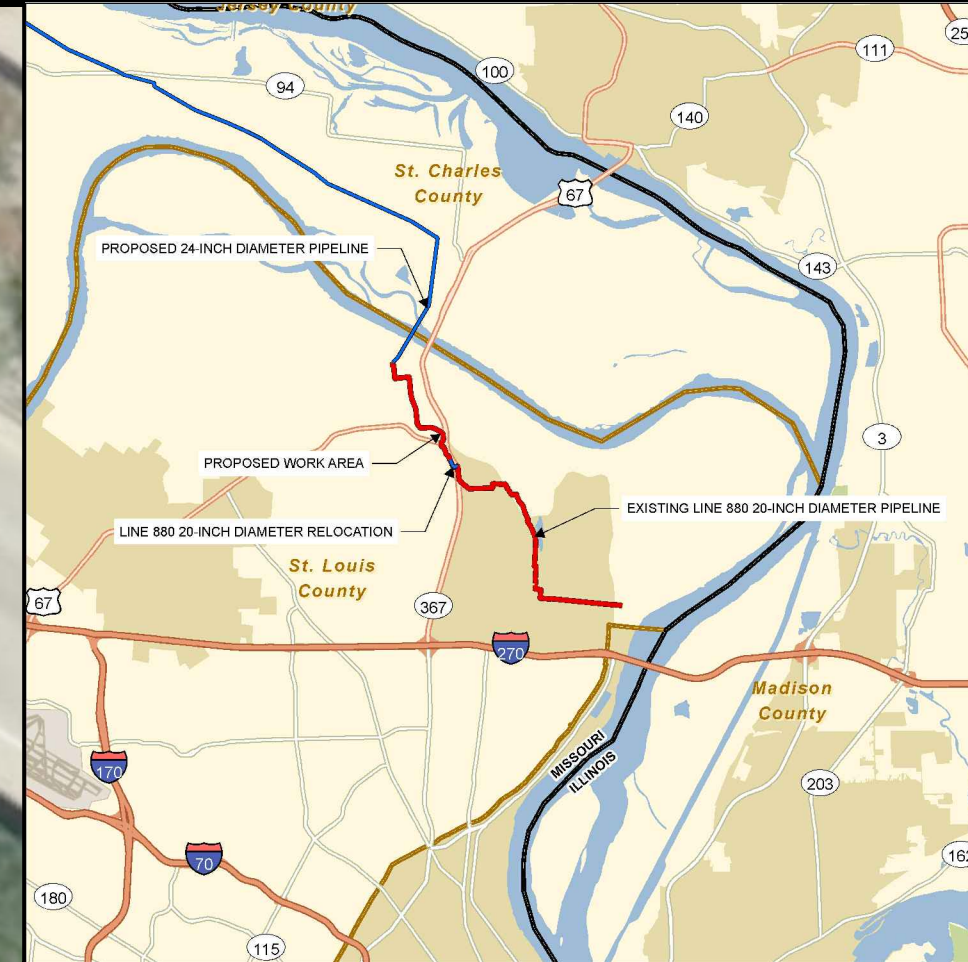 Jersey County
25
111
100
94
140
St. Charles
County
67
PROPOSED 24-INCH DIAMETER PIPELINE
143
3
PROPOSED WORK AREA
EXISTING LINE 880 20-INCH DIAMETER PIPELINE
LINE 880 20-INCH DIAMETER RELOCATION
St. Louis
County
67
367
270
Madison
County
MISSOURI
ILLINOIS
170
203
70
162
180
115